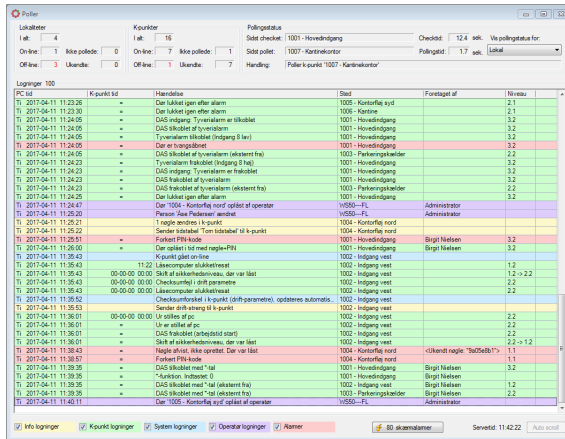 Poller
Lokaliteter
I alt: 4
On-line: 1 Ikke pollede: 0
Off-line: 3 Ukendte: 0
K-punkter
I alt: 16
On-line: 7 Ikke pollede: 1
Off-line: 1 Ukendte: 7
Pollingsstatus
Sidst checket: 1001 - Hovedindgang Checktid: 12.4 sek. Vis pollingstatus for:
Sidst pollet: 1007 - Kantinekontor Pollingstid: 1.7 sek. Lokal
Handling: Poller k-punkt '1007 - Kantinekontor'
Logninger 100
PC tid K-punkt tid Hændelse Sted Foretaget af Niveau
Ti 2017-04-11 11:23:26 = Dør lukket igen efter alarm 1005 - Kontorfløj syd 2.1
Ti 2017-04-11 11:23:30 = Dør lukket igen efter alarm 1006 - Kantine 2.1
Ti 2017-04-11 11:24:05 = DAS indgang: Tyverialarm er tilkoblet 1001 - Hovedindgang 3.2
Ti 2017-04-11 11:24:05 = DAS tilkoblet af tyverialarm 1001 - Hovedindgang 3.2
Ti 2017-04-11 11:24:05 = Tyverialarm tilkoblet (Indgang 8 lav) 1001 - Hovedindgang 3.2
Ti 2017-04-11 11:24:05 = Dør er tvangsåbnet 1001 - Hovedindgang 3.2
Ti 2017-04-11 11:24:05 = DAS tilkoblet af tyverialarm (eksternt fra) 1003 - Parkeringskælder 2.2
Ti 2017-04-11 11:24:23 = Tyverialarm frakoblet (Indgang 8 høj) 1001 - Hovedindgang 3.2
Ti 2017-04-11 11:24:23 = DAS indgang: Tyverialarm er frakoblet 1001 - Hovedindgang 3.2
Ti 2017-04-11 11:24:23 = DAS frakoblet af tyverialarm 1001 - Hovedindgang 3.2
Ti 2017-04-11 11:24:23 = DAS frakoblet af tyverialarm (eksternt fra) 1003 - Parkeringskælder 2.2
Ti 2017-04-11 11:24:25 = Dør lukket igen efter alarm 1001 - Hovedindgang 3.2
Ti 2017-04-11 11:24:47 Dør '1004 - Kontorfløj nord' oplåst af operatør WS50---FL Administrator
Ti 2017-04-11 11:25:20 Person 'Åse Pedersen' ændret WS50---FL Administrator
Ti 2017-04-11 11:25:21 1 nøgle ændres i k-punkt 1004 - Kontorfløj nord
Ti 2017-04-11 11:25:22 Sender tidstabel 'Tom tidstabel' til k-punkt 1004 - Kontorfløj nord
Ti 2017-04-11 11:25:51 = Forkert PIN-kode 1001 - Hovedindgang Birgit Nielsen 3.2
Ti 2017-04-11 11:26:00 = Dør oplåst i tid med nøgle+PIN 1001 - Hovedindgang Birgit Nielsen 3.2
Ti 2017-04-11 11:35:43 K-punkt gået on-line 1002 - Indgang vest
Ti 2017-04-11 11:35:43 11:22 Låsecomputer slukket/resat 1002 - Indgang vest 1.2
Ti 2017-04-11 11:35:43 00-00-00 00:00 Skift af sikkerhedsniveau, dør var låst 1002 - Indgang vest 1.2 -> 2.2
Ti 2017-04-11 11:35:43 00-00-00 00:00 Checksumfejl i drift parametre 1002 - Indgang vest 2.2
Ti 2017-04-11 11:35:43 00-00-00 00:00 Låsecomputer slukket/resat 1002 - Indgang vest 2.2
Ti 2017-04-11 11:35:52 Checksumforskel i k-punkt (drift-parametre), opdateres automatis... 1002 - Indgang vest
Ti 2017-04-11 11:35:53 Sender drift-streng til k-punkt 1002 - Indgang vest
Ti 2017-04-11 11:36:01 00-00-00 00:00 Ur stilles af pc 1002 - Indgang vest 2.2
Ti 2017-04-11 11:36:01 = Ur er stillet af pc 1002 - Indgang vest 2.2
Ti 2017-04-11 11:36:01 = DAS frakoblet (arbejdstid start) 1002 - Indgang vest 2.2
Ti 2017-04-11 11:36:01 = Skift af sikkerhedsniveau, dør var låst 1002 - Indgang vest 2.2 -> 1.2
Ti 2017-04-11 11:38:43 = Nøgle afvist, ikke oprettet. Dør var låst 1004 - Kontorfløj nord <Ukendt nøgle: "9a05e8b1"> 1.1
Ti 2017-04-11 11:38:57 = Forkert PIN-kode 1004 - Kontorfløj nord Birgit Nielsen 1.1
Ti 2017-04-11 11:39:35 = DAS tilkoblet med *-tal 1001 - Hovedindgang Birgit Nielsen 3.2
Ti 2017-04-11 11:39:35 = *-funktion. Indtastet: 0 1001 - Hovedindgang Birgit Nielsen 3.2
Ti 2017-04-11 11:39:35 = DAS tilkoblet med *-tal (eksternt fra) 1002 - Indgang vest Birgit Nielsen 1.2
Ti 2017-04-11 11:39:35 = DAS tilkoblet med *-tal (eksternt fra) 1003 - Parkeringskælder Birgit Nielsen 2.2
Ti 2017-04-11 11:40:11 Dør '1005 - Kontorfløj syd' oplåst af operatør WS50---FL Administrator
Info logninger K-punkt logninger System logninger Operatør logninger Alarmer 80 skærmalarmer Servertid: 11:42:22 Auto scroll